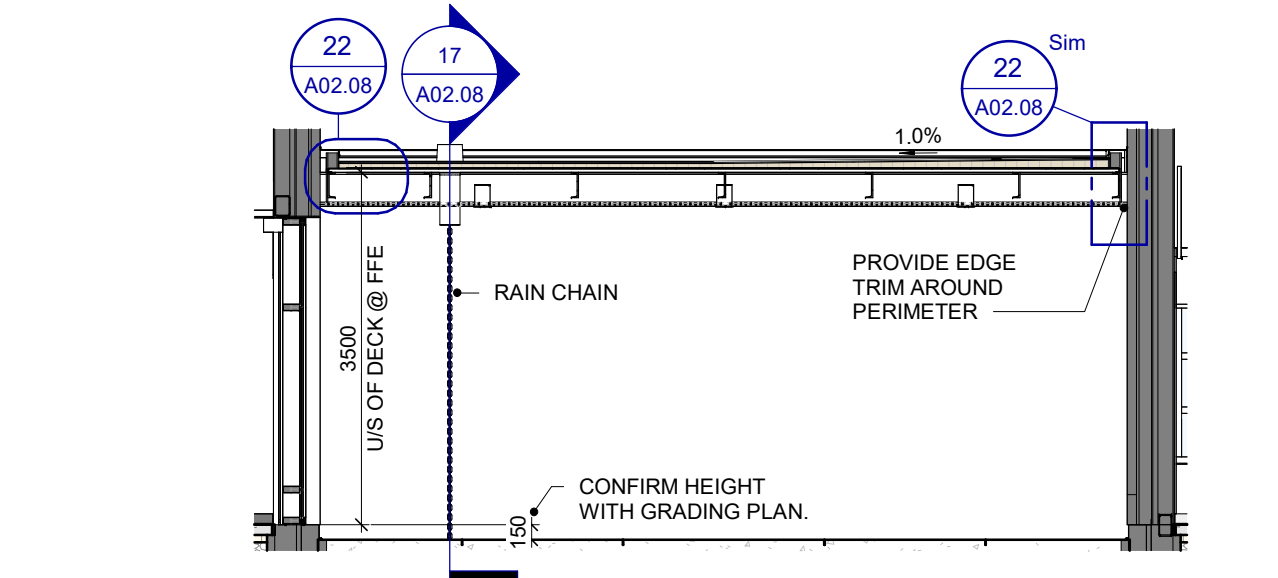 Sim
22
A02.08
17
A02.08
22
A02.08
1.0%
3500
U/S OF DECK @ FFE
RAIN CHAIN
PROVIDE EDGE
TRIM AROUND
PERIMETER
CONFIRM HEIGHT
WITH GRADING PLAN.
150